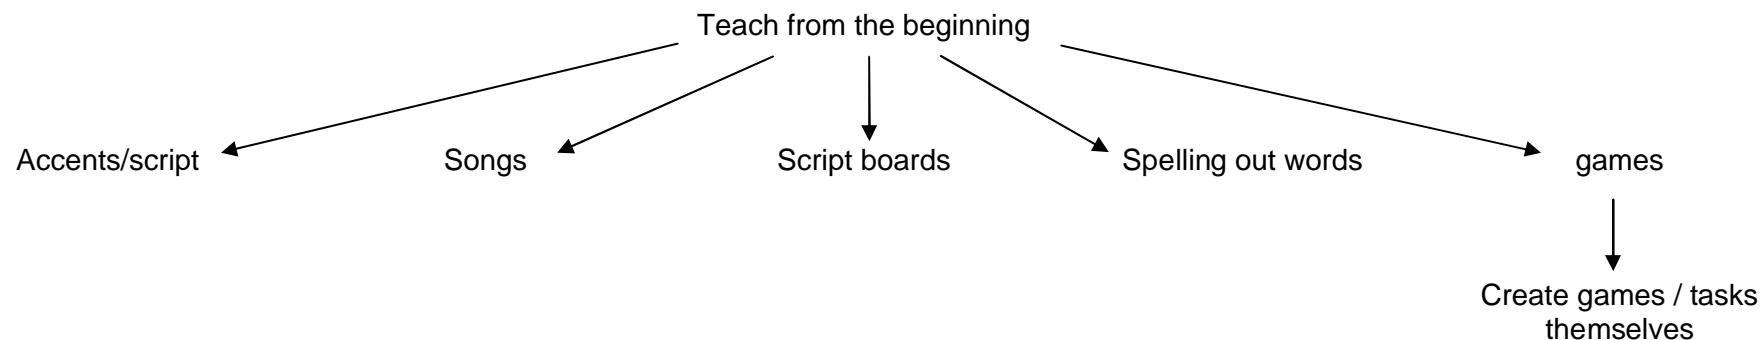 Teach from the beginning
Accents/script
Songs
Script boards
Spelling out words
games
Create games / tasks
themselves